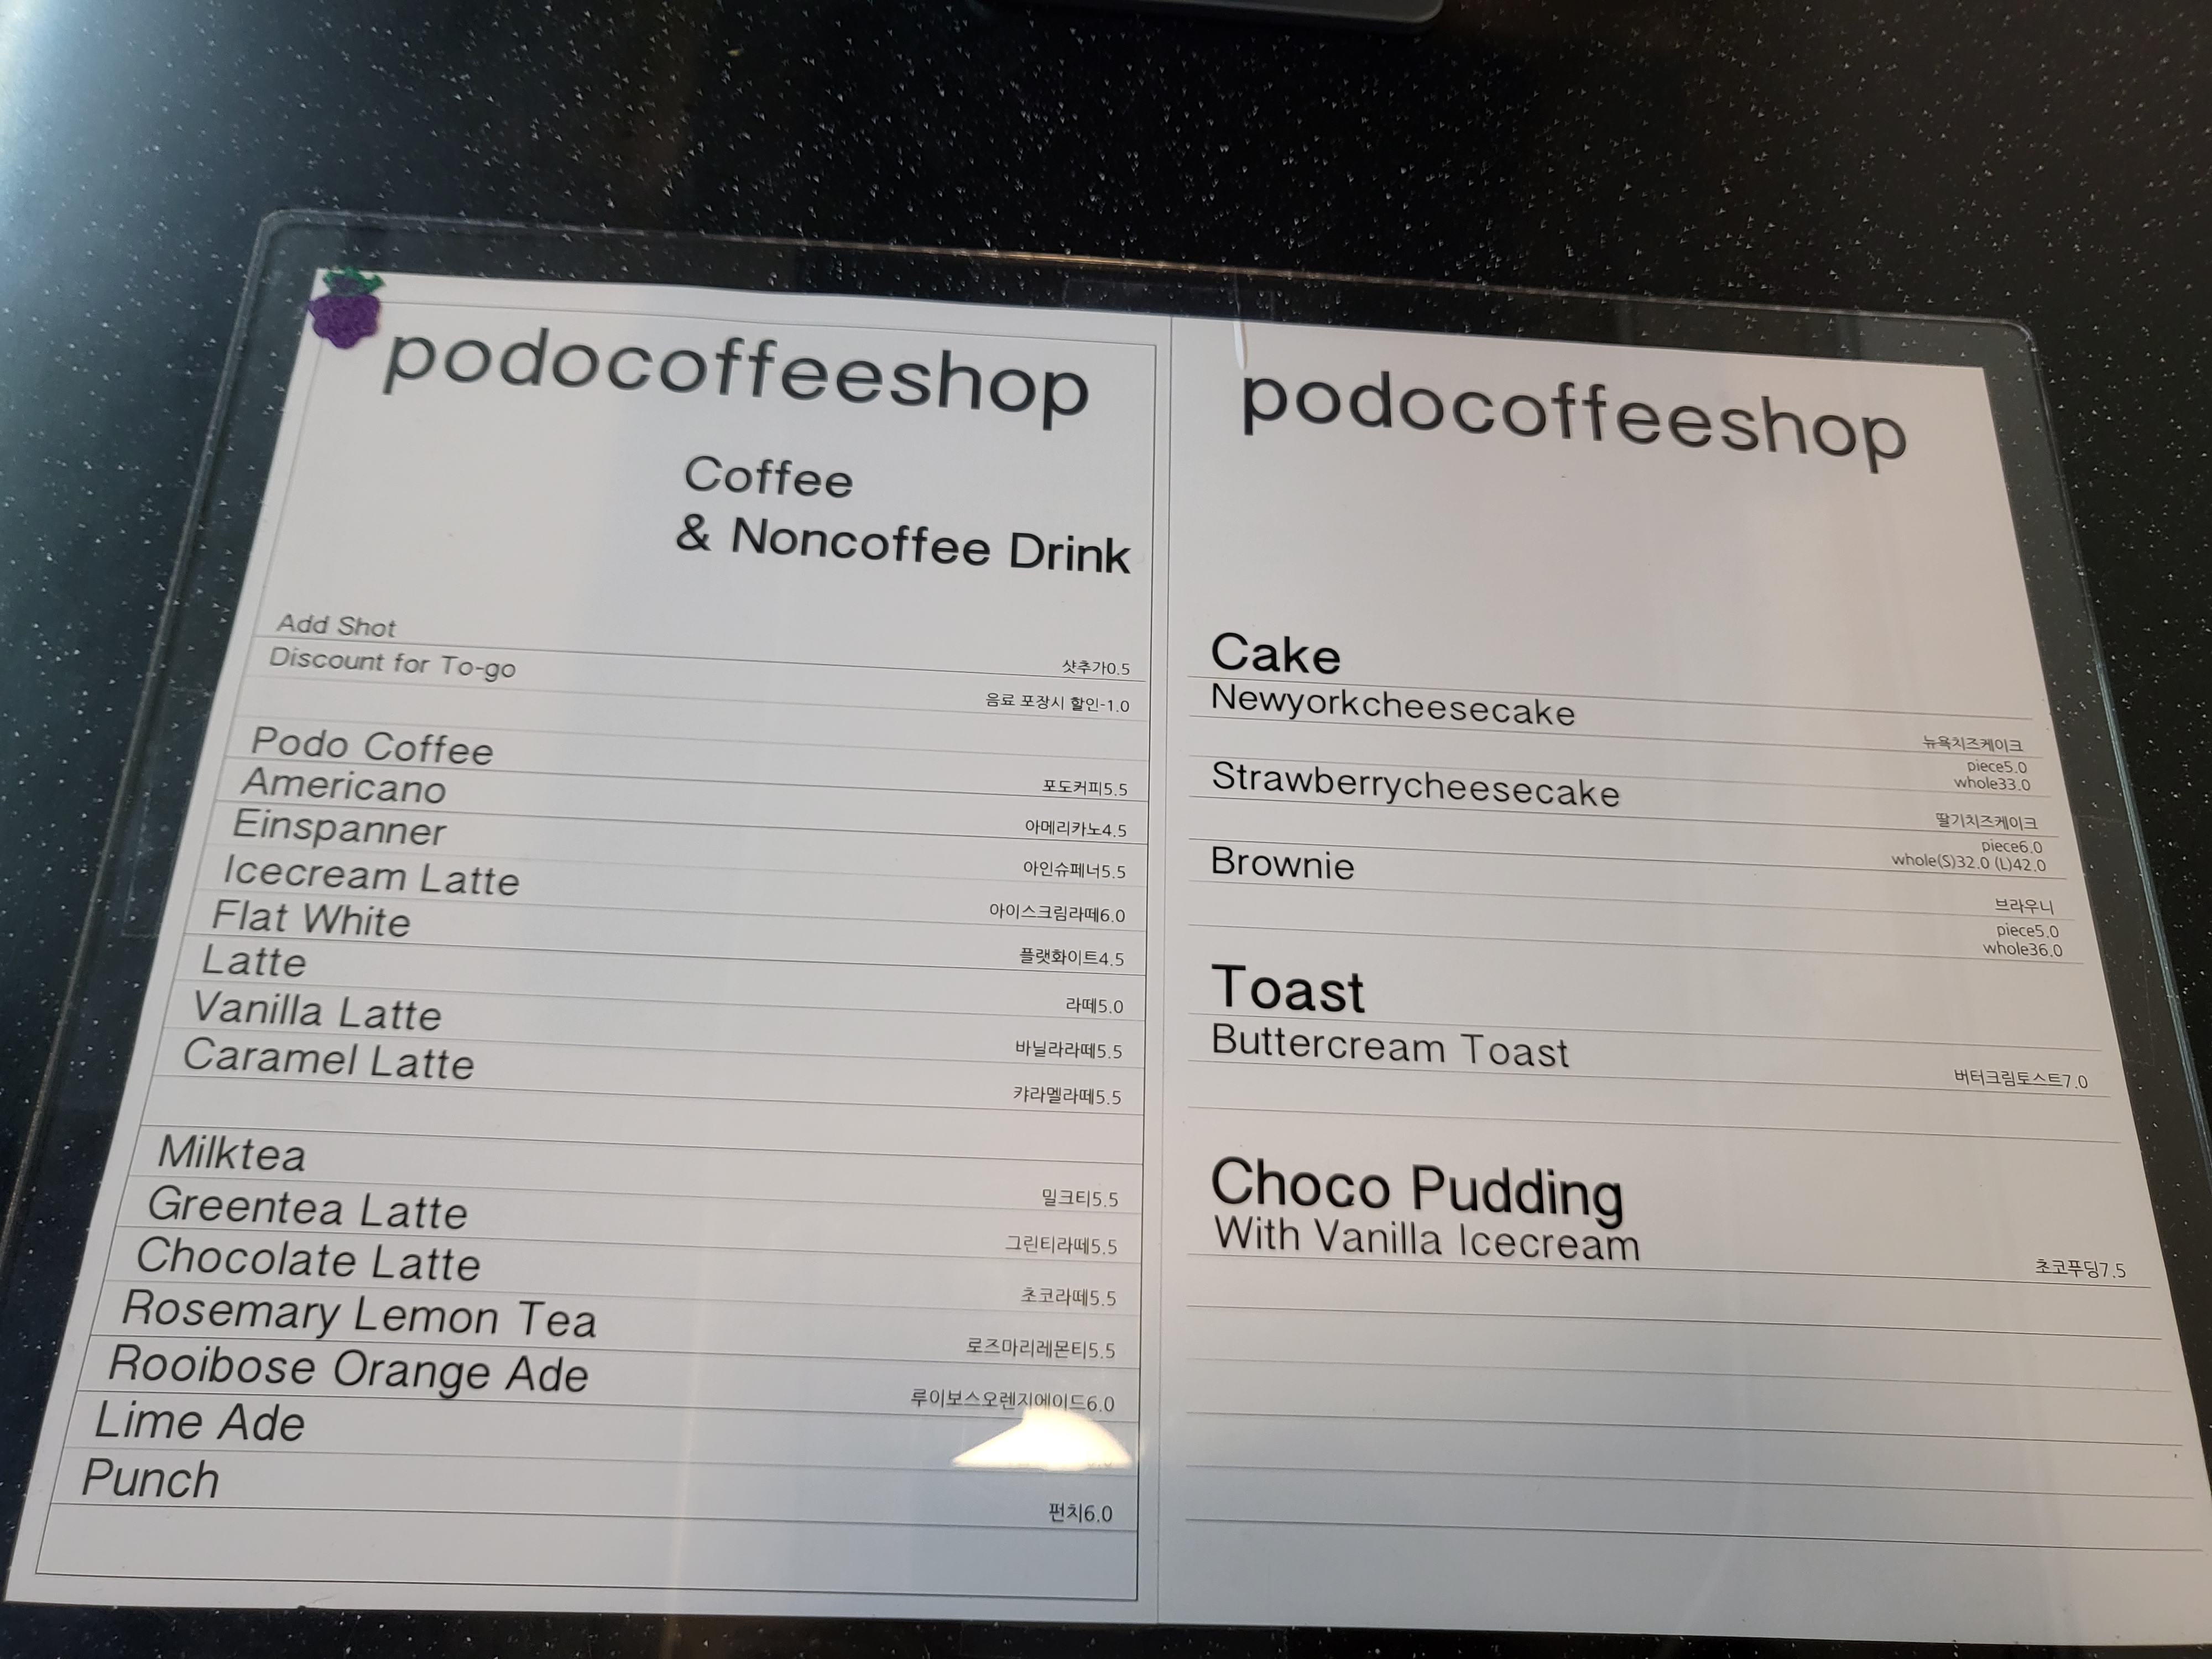 podocoffeeshop
Coffee
& Noncoffee Drink
Add Shot
샷추가0.5
Discount for To-go
음료 포장시 할인-1.0
Podo Coffee
포도커피5.5
Americano
아메리카노4.5
Einspanner
아인슈페너5.5
Icecream Latte
아이스크림라떼6.0
Flat White
플랫화이트4.5
Latte
라떼5.0
Vanilla Latte
바닐라라떼5.5
Caramel Latte
캬라멜라떼5.5
Milktea
밀크티5.5
Greentea Latte
그린티라떼5.5
Chocolate Latte
초코라떼5.5
Rosemary Lemon Tea
로즈마리레몬티5.5
Rooibose Orange Ade
루이보스오렌지에이드6.0
Lime Ade
Punch
펀치6.0
podocoffeeshop
Cake
Newyorkcheesecake
뉴욕치즈케이크
piece5.0
whole33.0
Strawberrycheesecake
딸기치즈케이크
piece6.0
whole(S)32.0 (L)42.0
Brownie
브라우니
piece5.0
whole36.0
Toast
Buttercream Toast
버터크림토스트7.0
Choco Pudding
With Vanilla Icecream
초코푸딩7.5